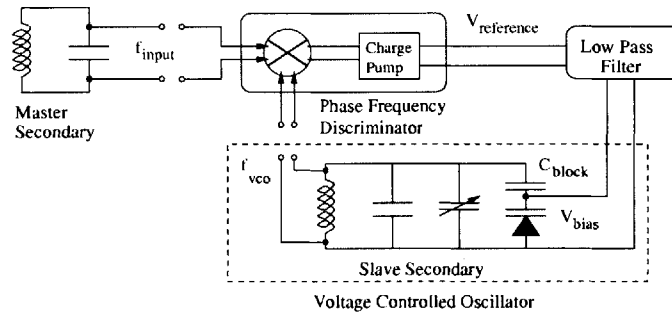 f_input
Master
Secondary
Charge
Pump
V_reference
Low Pass
Filter
Phase Frequency
Discriminator
f_vco
C_block
V_bias
Slave Secondary
Voltage Controlled Oscillator